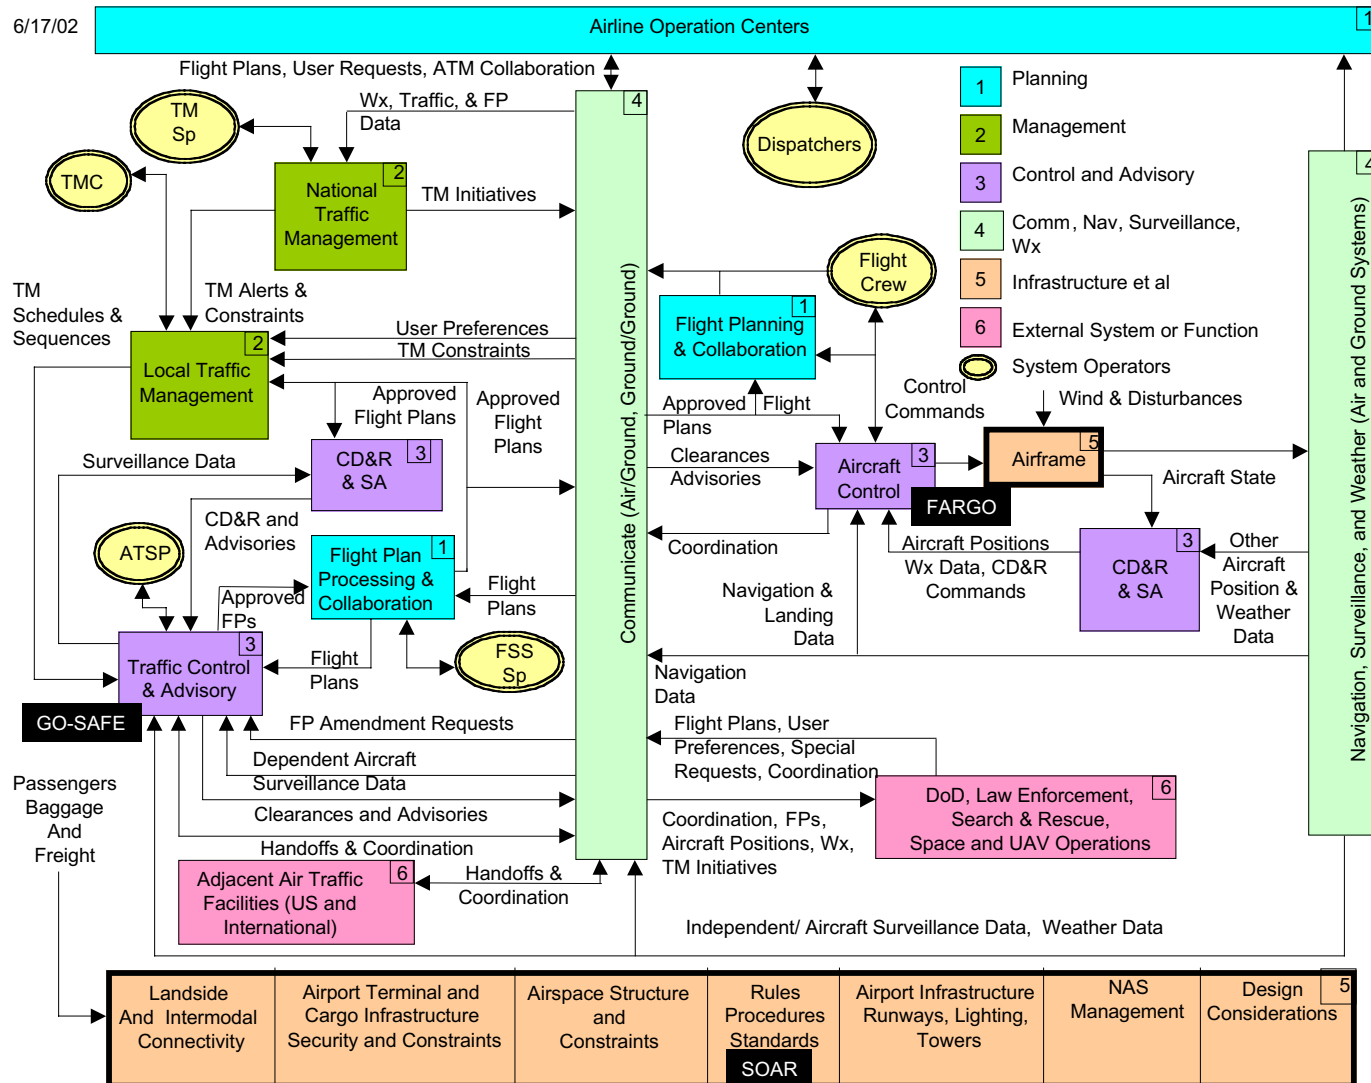 6/17/02
Airline Operation Centers
1
Flight Plans, User Requests, ATM Collaboration
Wx, Traffic, & FP
Data
4
TM
Sp
TMC
2
National
Traffic
Management
TM Initiatives
Dispatchers
1
Planning
2
Management
3
Control and Advisory
4
Comm, Nav, Surveillance,
Wx
5
Infrastructure et al
6
External System or Function
System Operators
4
Navigation, Surveillance, and Weather (Air and Ground Systems)
Communicate (Air/Ground, Ground/Ground)
Flight
Crew
1
Flight Planning
& Collaboration
TM
Schedules &
Sequences
TM Alerts &
Constraints
2
Local Traffic
Management
User Preferences
TM Constraints
Approved
Flight Plans
Approved
Flight
Plans
Approved Flight
Plans
Control
Commands
Wind & Disturbances
Surveillance Data
3
CD&R
& SA
Clearances
Advisories
3
Aircraft
Control
FARGO
5
Airframe
Aircraft State
CD&R and
Advisories
ATSP
1
Flight Plan
Processing &
Collaboration
Approved
FPs
Flight
Plans
Coordination
Aircraft Positions
Wx Data, CD&R
Commands
3
CD&R
& SA
Other
Aircraft
Position &
Weather
Data
Navigation &
Landing
Data
3
Traffic Control
& Advisory
Flight
Plans
FSS
Sp
Navigation
Data
GO-SAFE
FP Amendment Requests
Dependent Aircraft
Surveillance Data
Clearances and Advisories
Handoffs & Coordination
Flight Plans, User
Preferences, Special
Requests, Coordination
6
DoD, Law Enforcement,
Search & Rescue,
Space and UAV Operations
Coordination, FPs,
Aircraft Positions, Wx,
TM Initiatives
Passengers
Baggage
And
Freight
6
Adjacent Air Traffic
Facilities (US and
International)
Handoffs &
Coordination
Independent/ Aircraft Surveillance Data, Weather Data
Landside
And Intermodal
Connectivity
Airport Terminal and
Cargo Infrastructure
Security and Constraints
Airspace Structure
and
Constraints
Rules
Procedures
Standards
SOAR
Airport Infrastructure
Runways, Lighting,
Towers
NAS
Management
Design
Considerations
5